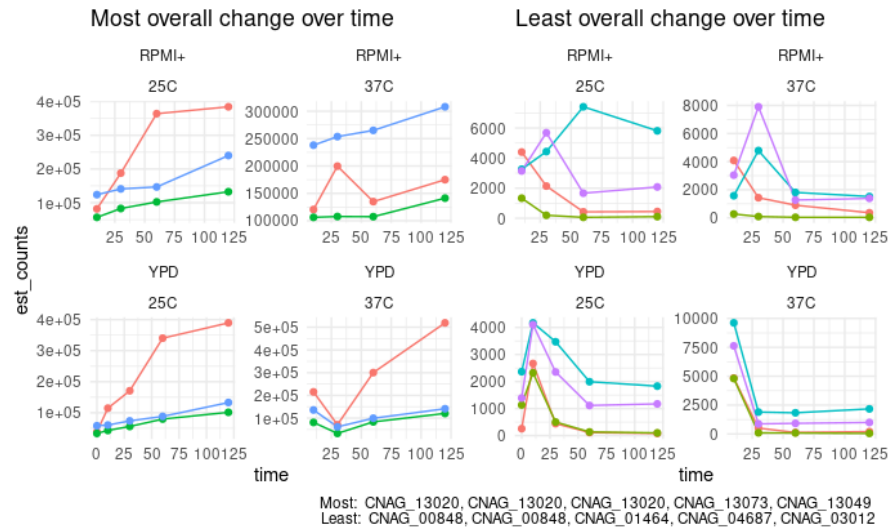 Most overall change over time
Least overall change over time
RPMI+
25C
4e+05
3e+05
2e+05
1e+05
25 50 75 100 125
RPMI+
37C
300000
250000
200000
150000
100000
25 50 75 100 125
RPMI+
25C
6000
4000
2000
0
25 50 75 100 125
RPMI+
37C
8000
6000
4000
2000
0
25 50 75 100 125
est_counts
YPD
25C
4e+05
3e+05
2e+05
1e+05
0 25 50 75 100 125
YPD
37C
5e+05
4e+05
3e+05
2e+05
1e+05
25 50 75 100 125
YPD
25C
4000
3000
2000
1000
0
0 25 50 75 100 125
YPD
37C
10000
7500
5000
2500
0
25 50 75 100 125
time
time
Most: CNAG_13020, CNAG_13020, CNAG_13020, CNAG_13073, CNAG_13049
Least: CNAG_00848, CNAG_00848, CNAG_01464, CNAG_04687, CNAG_03012